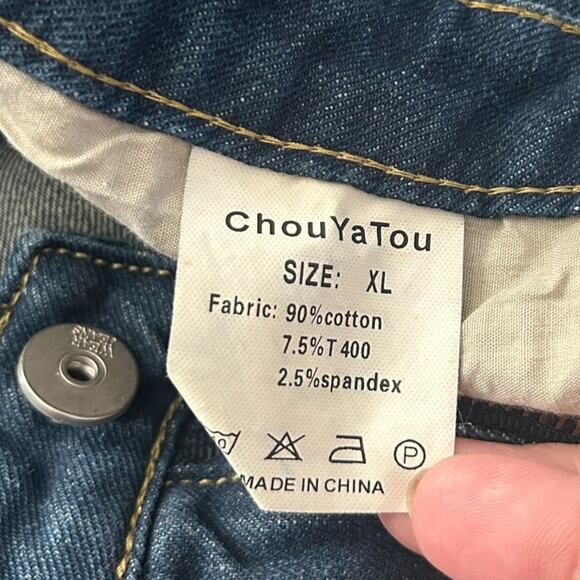 ChouYaTou
SIZE: XL
Fabric: 90%cotton
7.5%T400
2.5%spandex
P
MADE IN CHINA